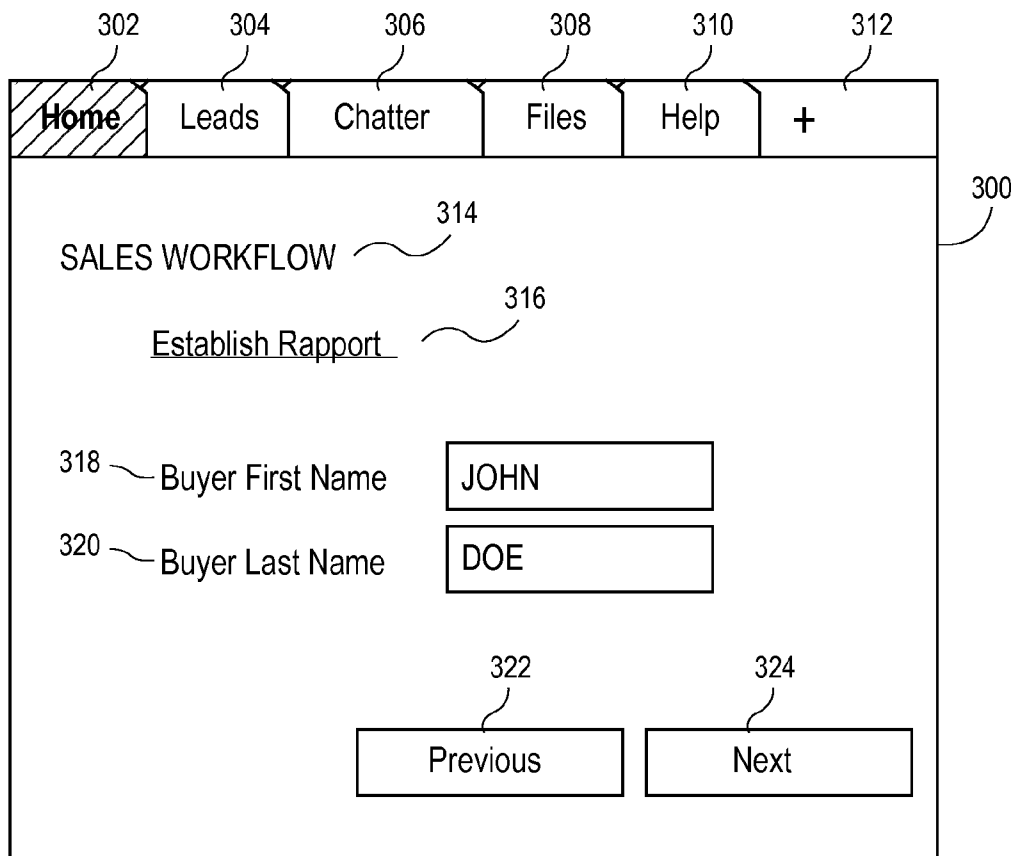 302 304 306 308 310 312
Home Leads Chatter Files Help +
300
314
SALES WORKFLOW
316
Establish Rapport
318 Buyer First Name JOHN
320 Buyer Last Name DOE
322 324
Previous Next